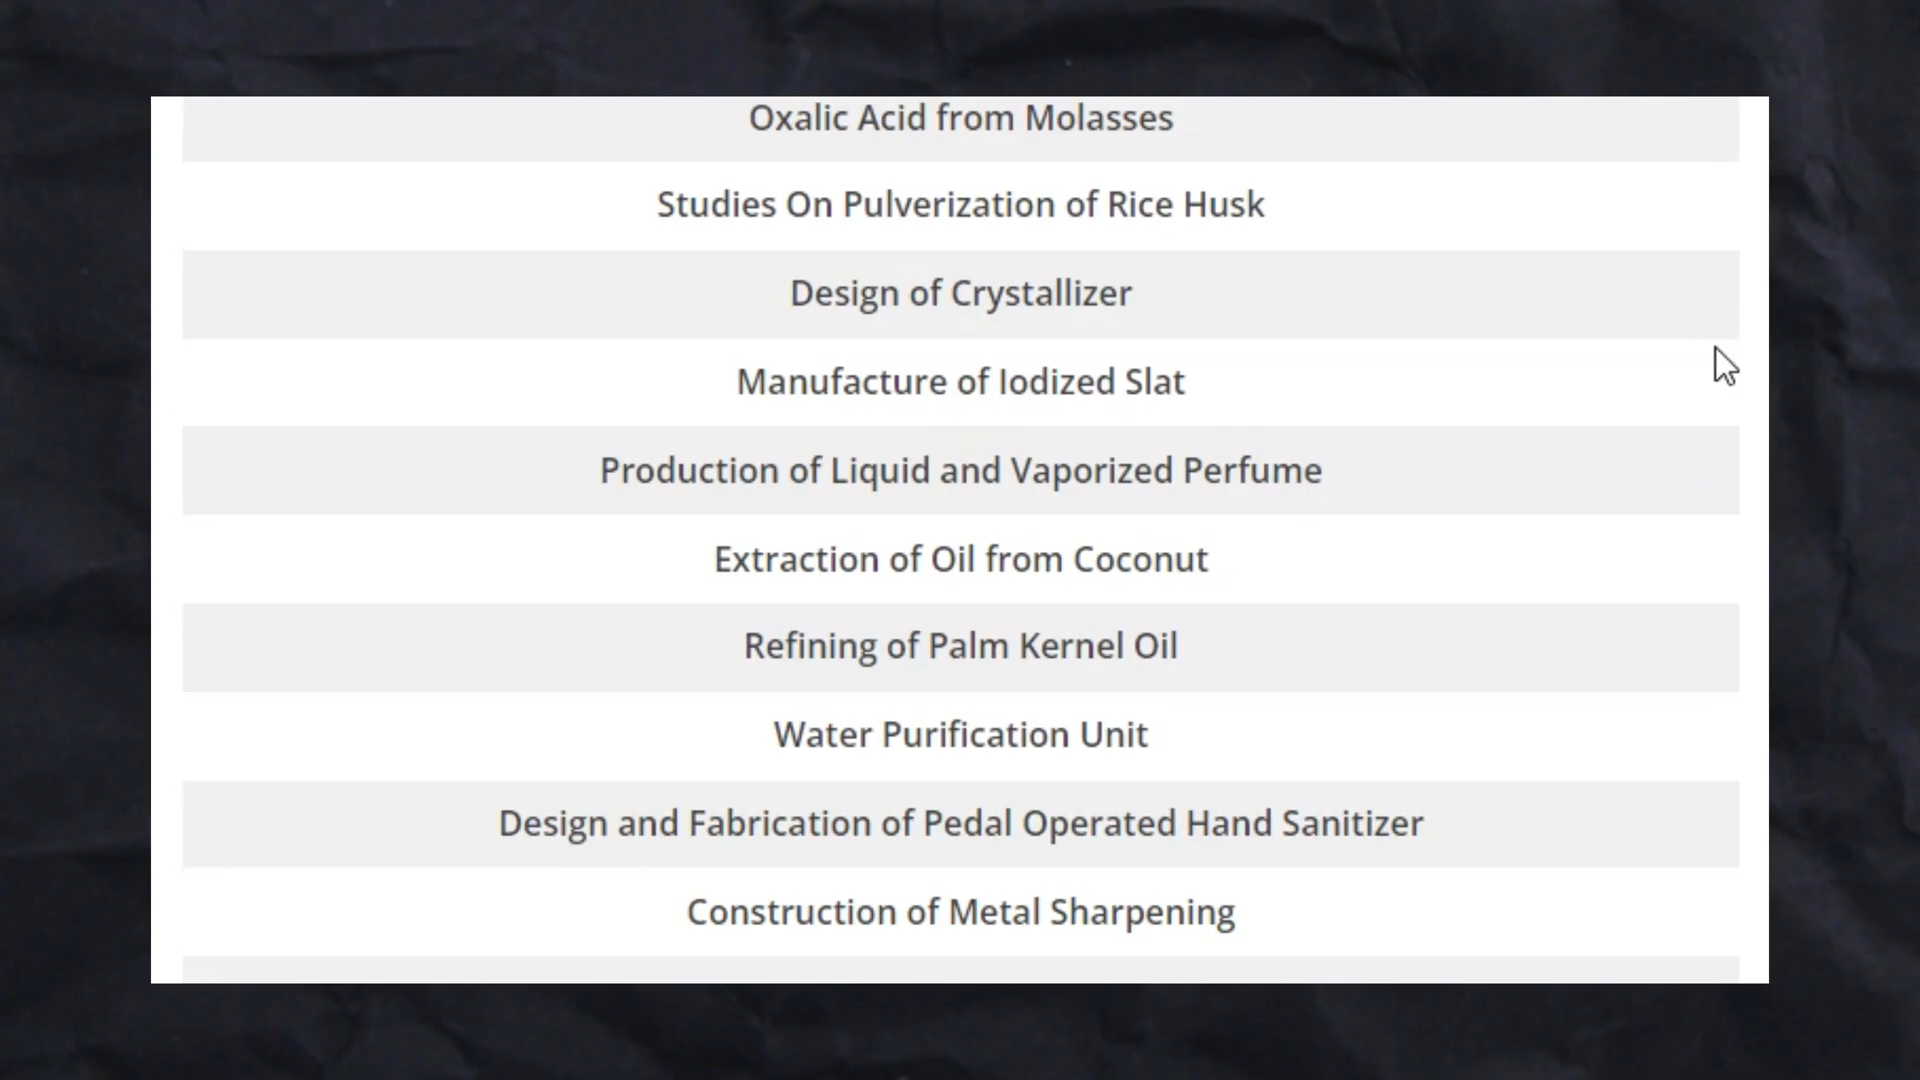 Oxalic Acid from Molasses
Studies On Pulverization of Rice Husk
Design of Crystallizer
Manufacture of Iodized Slat
Production of Liquid and Vaporized Perfume
Extraction of Oil from Coconut
Refining of Palm Kernel Oil
Water Purification Unit
Design and Fabrication of Pedal Operated Hand Sanitizer
Construction of Metal Sharpening